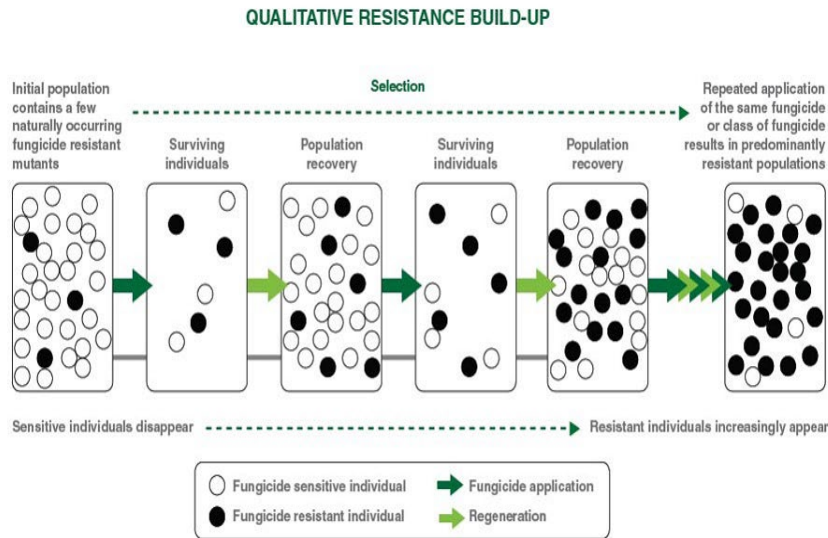 QUALITATIVE RESISTANCE BUILD-UP
Initial population
contains a few
naturally occurring
fungicide resistant
mutants
Selection
Repeated application
of the same fungicide
or class of fungicide
results in predominantly
resistant populations
Surviving
individuals
Population
recovery
Surviving
individuals
Population
recovery
Sensitive individuals disappear
Resistant individuals increasingly appear
Fungicide sensitive individual
Fungicide application
Fungicide resistant individual
Regeneration